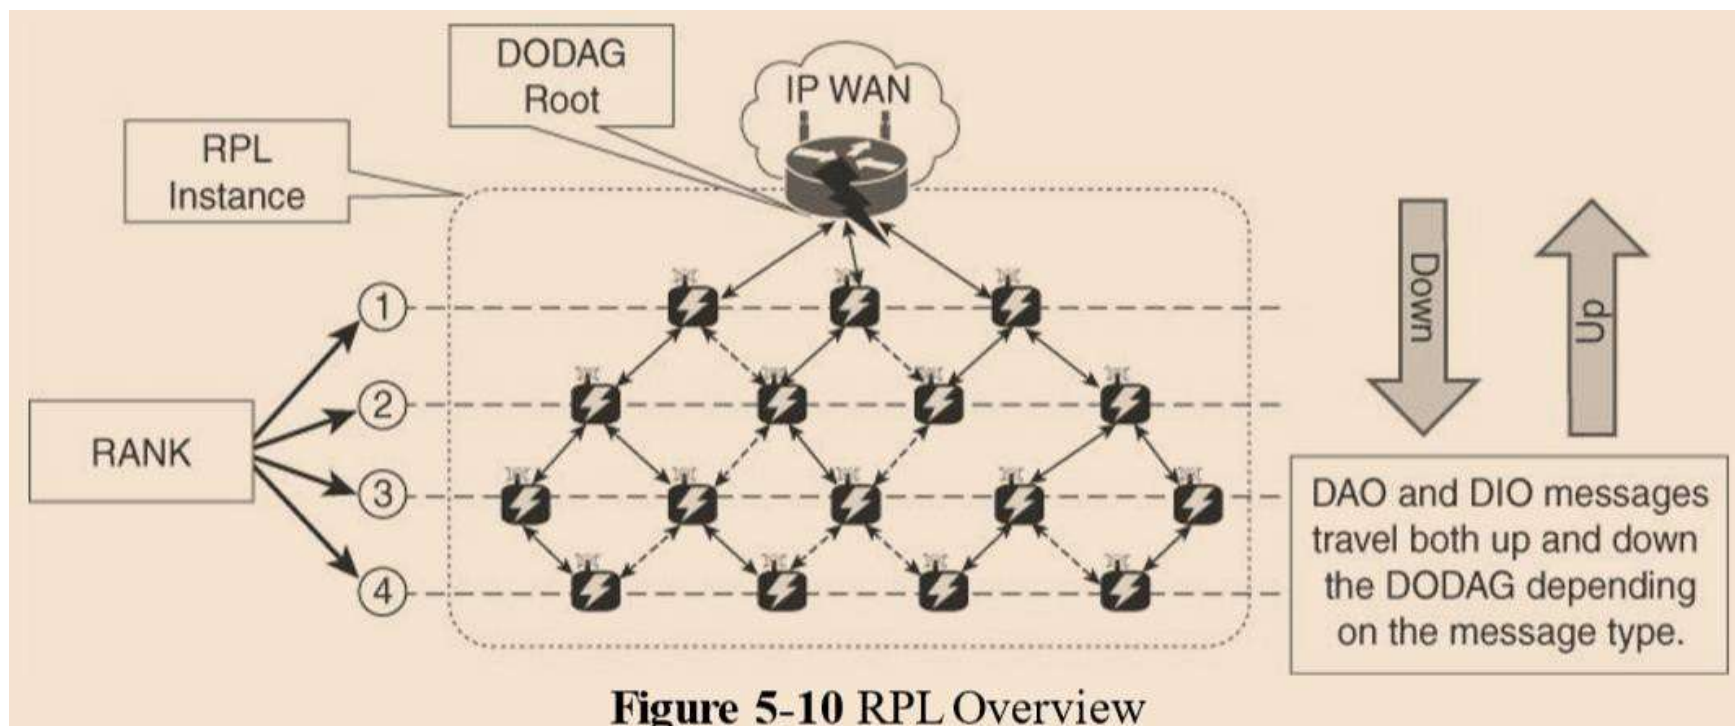 DODAG
Root
IP WAN
RPL
Instance
Down
Up
1
2
RANK
3
4
DAO and DIO messages
travel both up and down
the DODAG depending
on the message type.
Figure 5-10 RPL Overview